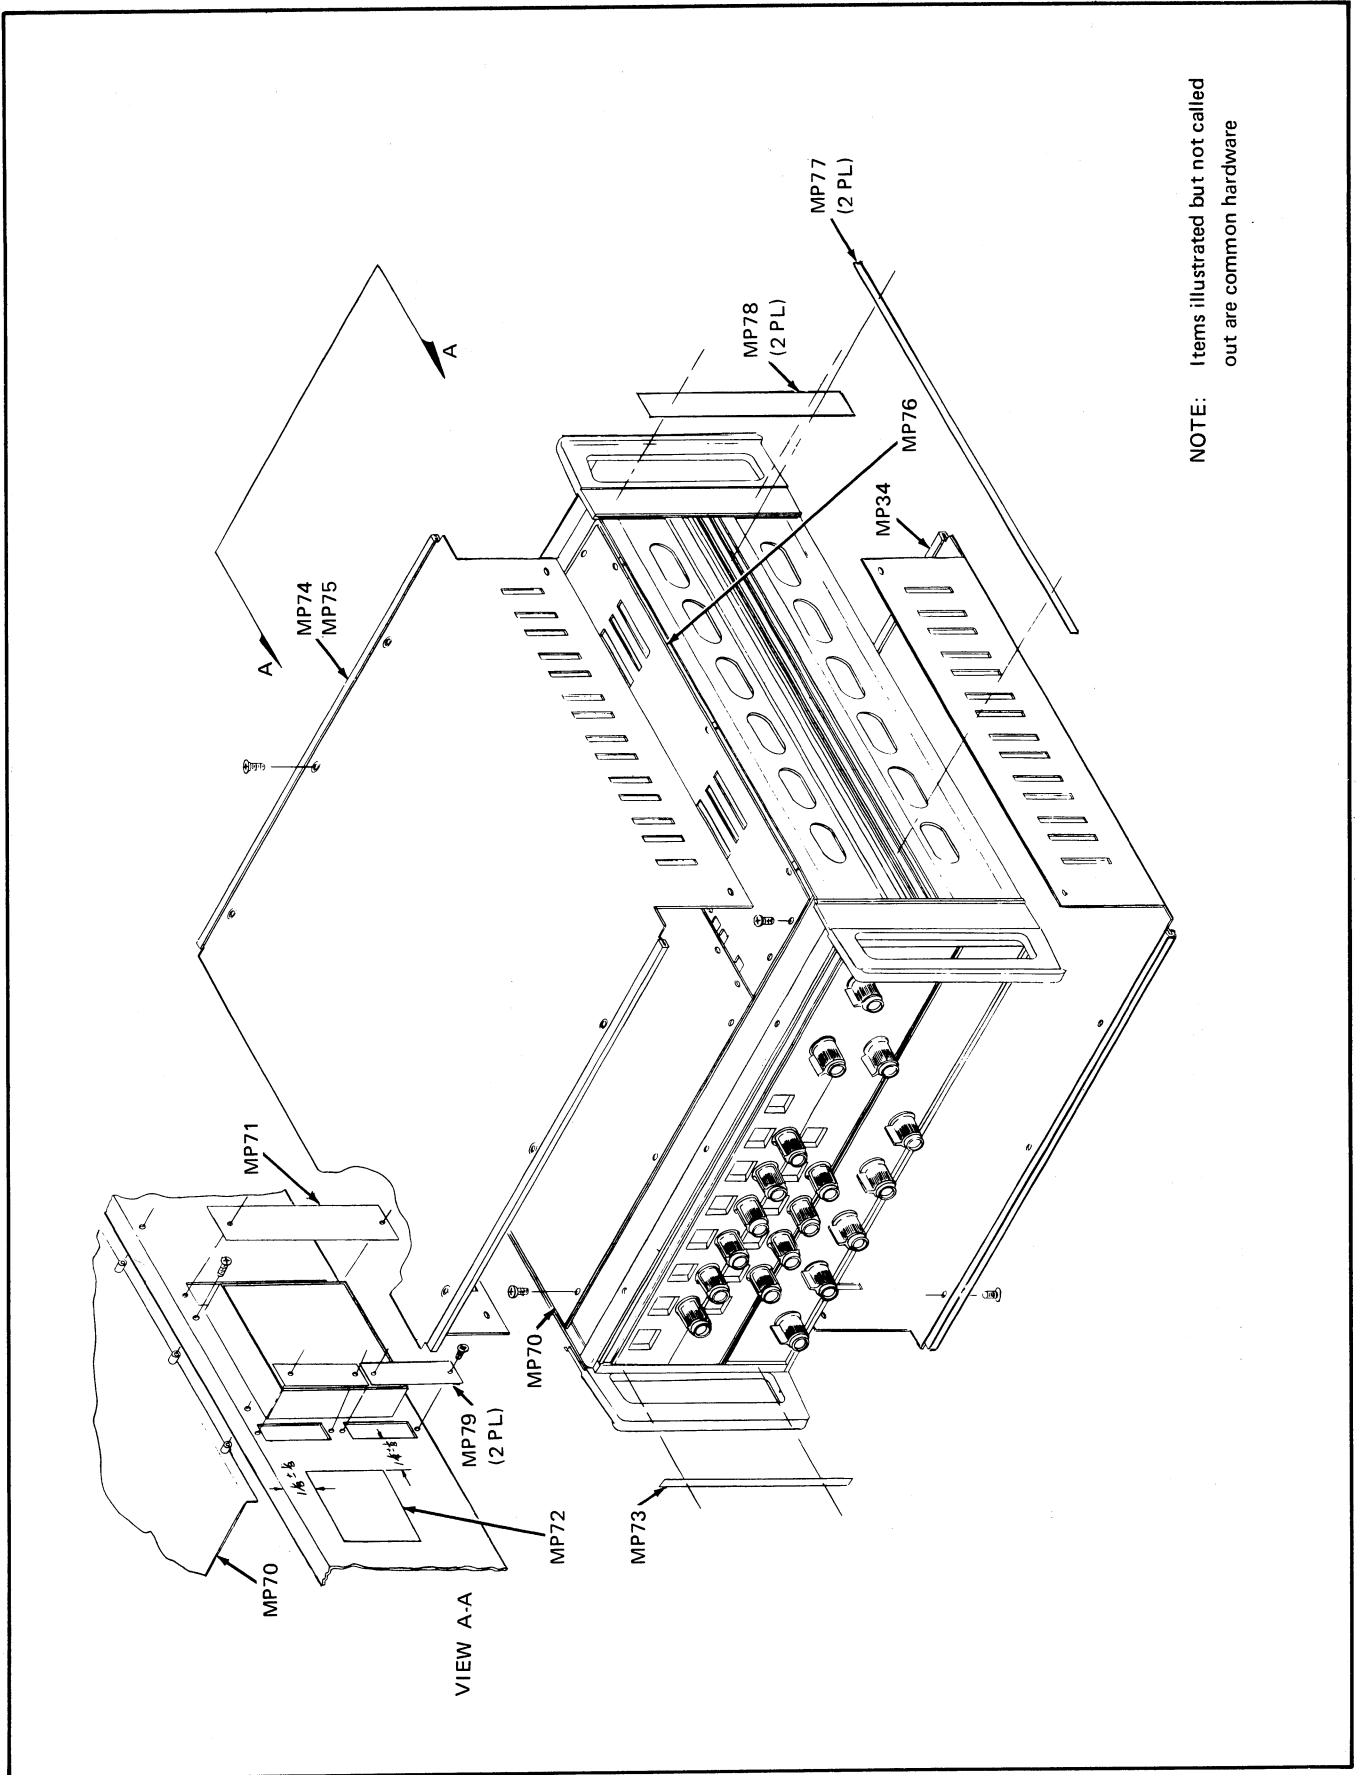 MP70
VIEW A-A
MP72
MP79
(2 PL)
MP71
MP73
MP70
MP74
MP75
A
A
MP76
MP78
(2 PL)
MP34
MP77
(2 PL)
NOTE: Items illustrated but not called
out are common hardware